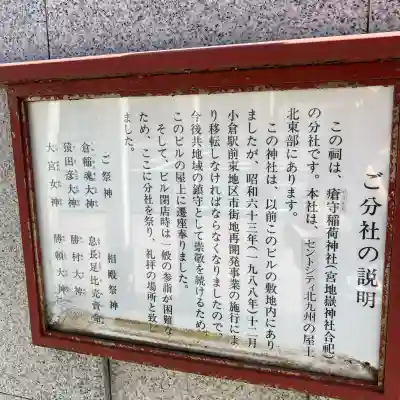 ご分社の説明
この祠は、瘡守稲荷神社(宮地嶽神社合祀)
の分社です。本社は、セントシティ北九州の屋上
北東部にあります。
この神社は、以前このビルの敷地内にあり
ましたが、昭和六十三年(一九八八年)十二月
小倉駅前東地区市街地再開発事業の施行によ
り移転しなければならなくなりましたので、
今後共地域の鎮守として崇敬を続けるため、
このビルの屋上に遷座奉りました。
そして、ビル閉店時は一般の参詣が困難な
ため、ここに分社を祭り、礼拝の場所と致し
ました。
ご祭神
倉稲魂大神
猿田彦大神
大宮女神
相殿祭神
息長足比売命
勝村大神
勝頼大神